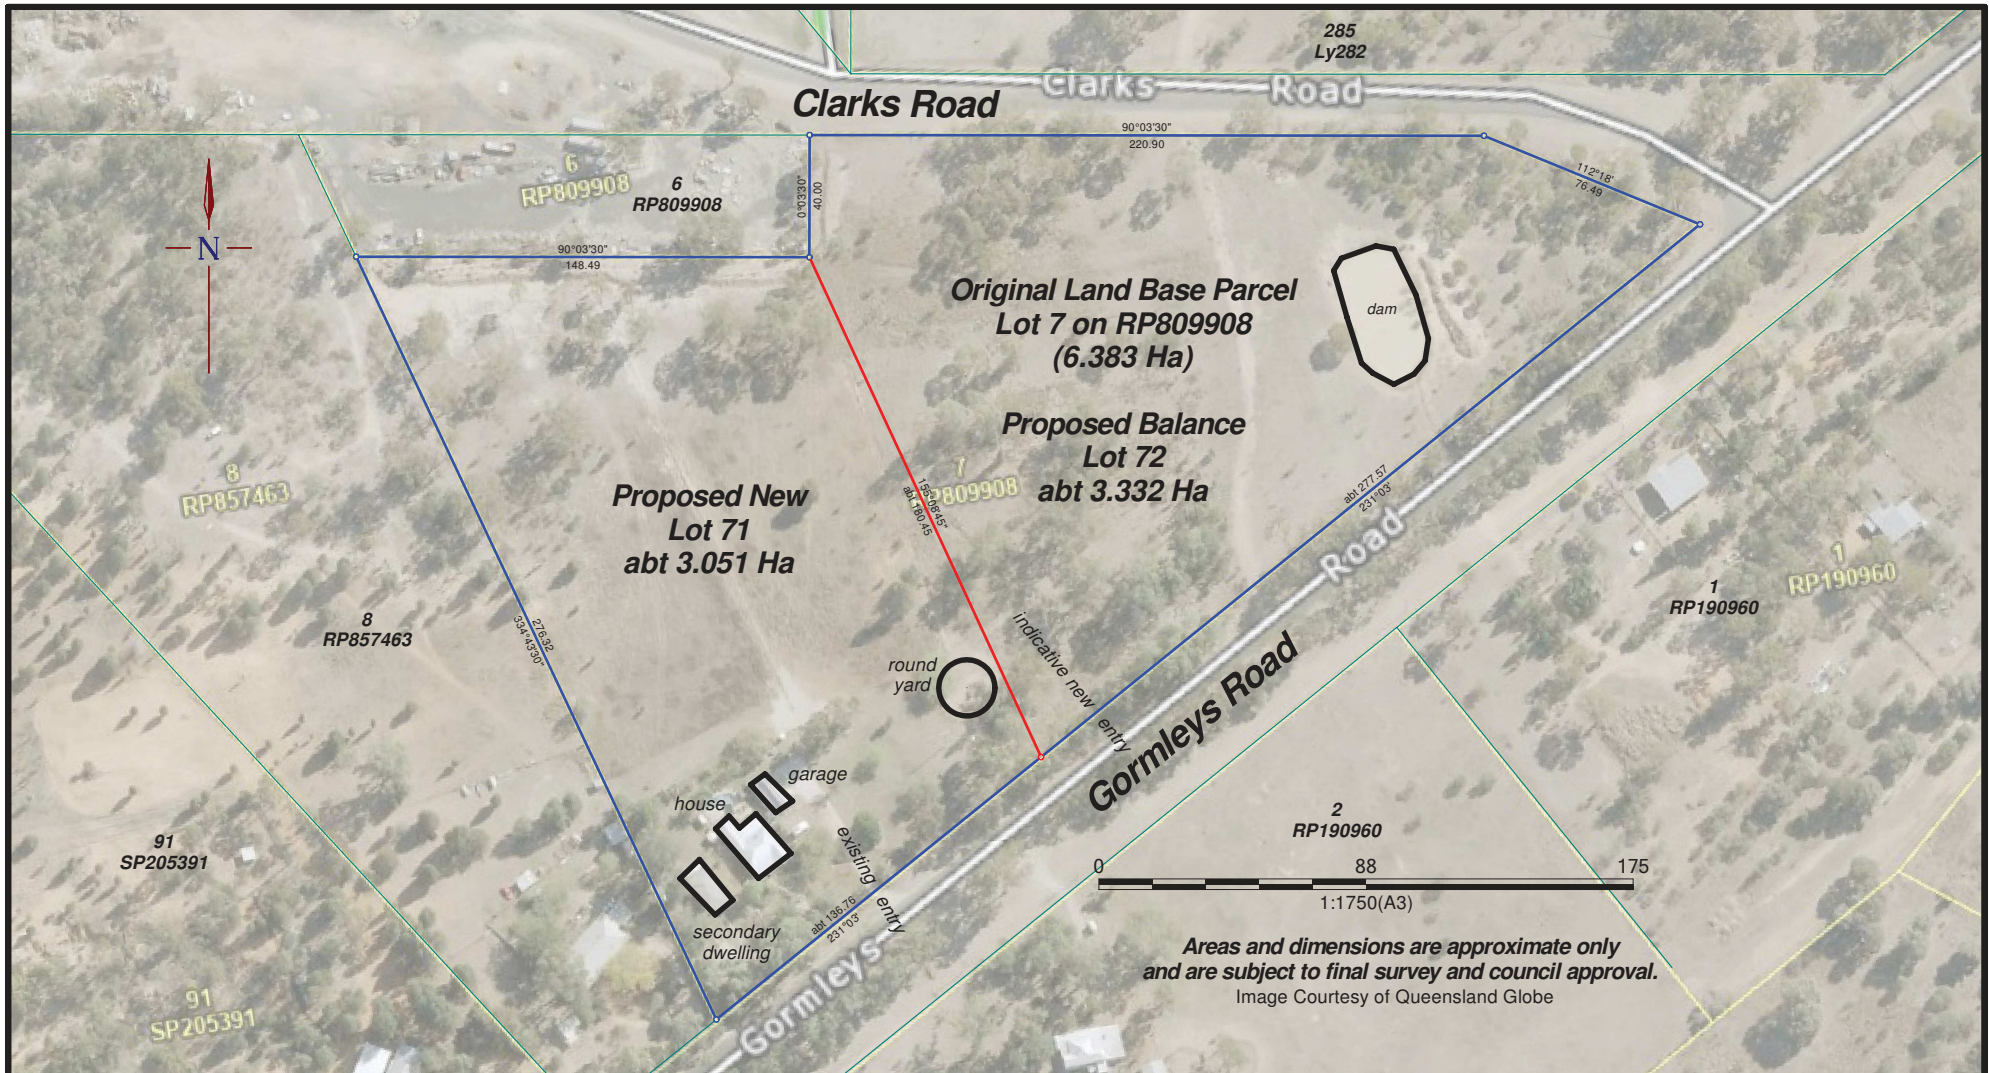 285
Ly282
Clarks Road
Clarks Road
90°03'30"
220.90
112°18'
76.49
6
RP809908
6
RP809908
0°03'30"
40.00
N
90°03'30"
148.49
Original Land Base Parcel
Lot 7 on RP809908
(6.383 Ha)
dam
Proposed Balance
Lot 72
abt 3.332 Ha
7
RP809908
156°08'45"
abt 180.45
abt 277.57
231°03'
8
RP857463
Proposed New
Lot 71
abt 3.051 Ha
Road
1
RP190960
1
RP190960
8
RP857463
276.32
334°43'30"
round
yard
indicative new entry
Gormleys Road
garage
house
existing entry
2
RP190960
91
SP205391
0 88 175
1:1750(A3)
abt 136.76
231°03'
secondary
dwelling
Gormleys
Areas and dimensions are approximate only
and are subject to final survey and council approval.
Image Courtesy of Queensland Globe
91
SP205391